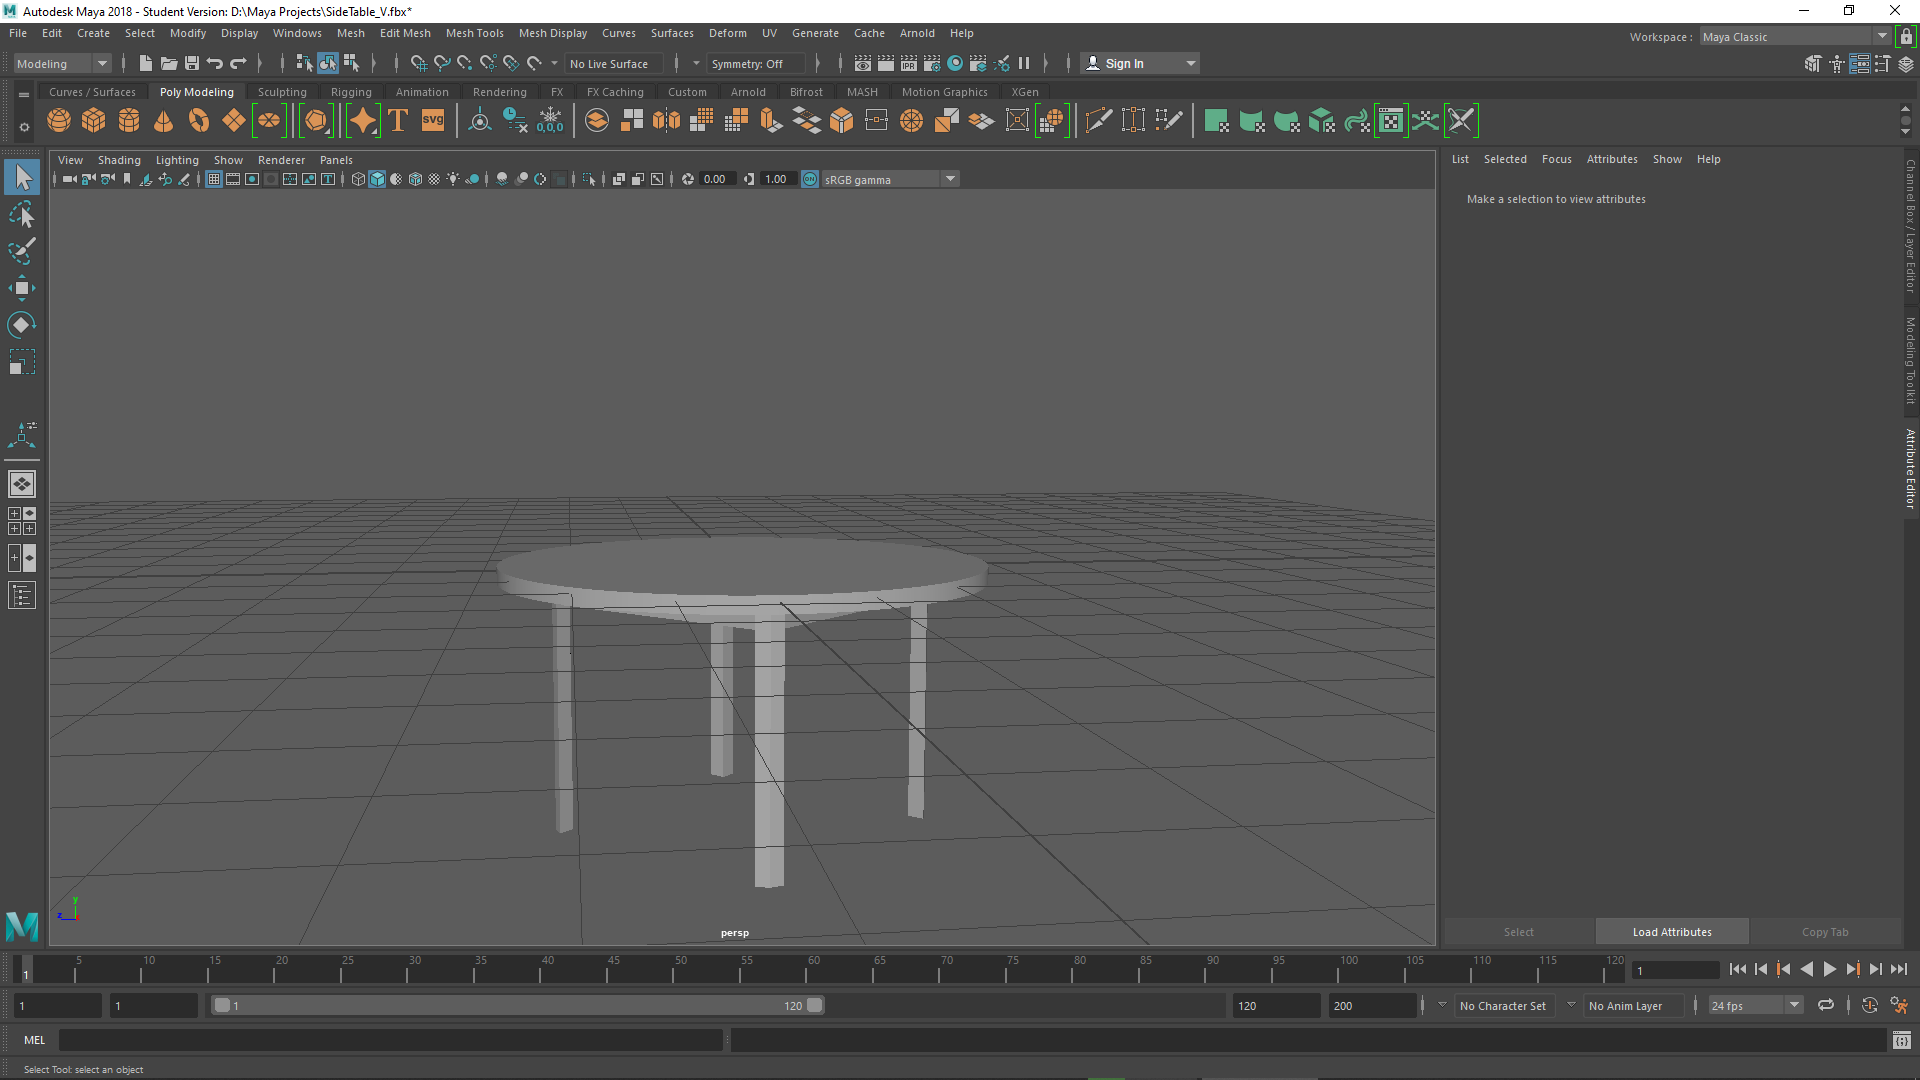 Autodesk Maya 2018 - Student Version: D:\Maya Projects\SideTable_V.fbx*
File Edit Create Select Modify Display Windows Mesh Edit Mesh Mesh Tools Mesh Display Curves Surfaces Deform UV Generate Cache Arnold Help
Workspace : Maya Classic
Modeling No Live Surface Symmetry: Off Sign In
Curves / Surfaces Poly Modeling Sculpting Rigging Animation Rendering FX FX Caching Custom Arnold Bifrost MASH Motion Graphics XGen
T svg 0,0,0
View Shading Lighting Show Renderer Panels
0.00 1.00 ON sRGB gamma
List Selected Focus Attributes Show Help
Make a selection to view attributes
Channel Box / Layer Editor
Modeling Toolkit
Attribute Editor
y
z
persp
Select Load Attributes Copy Tab
1 5 10 15 20 25 30 35 40 45 50 55 60 65 70 75 80 85 90 95 100 105 110 115 120 1
1 1 1 120 120 200 No Character Set No Anim Layer 24 fps
MEL
Select Tool: select an object